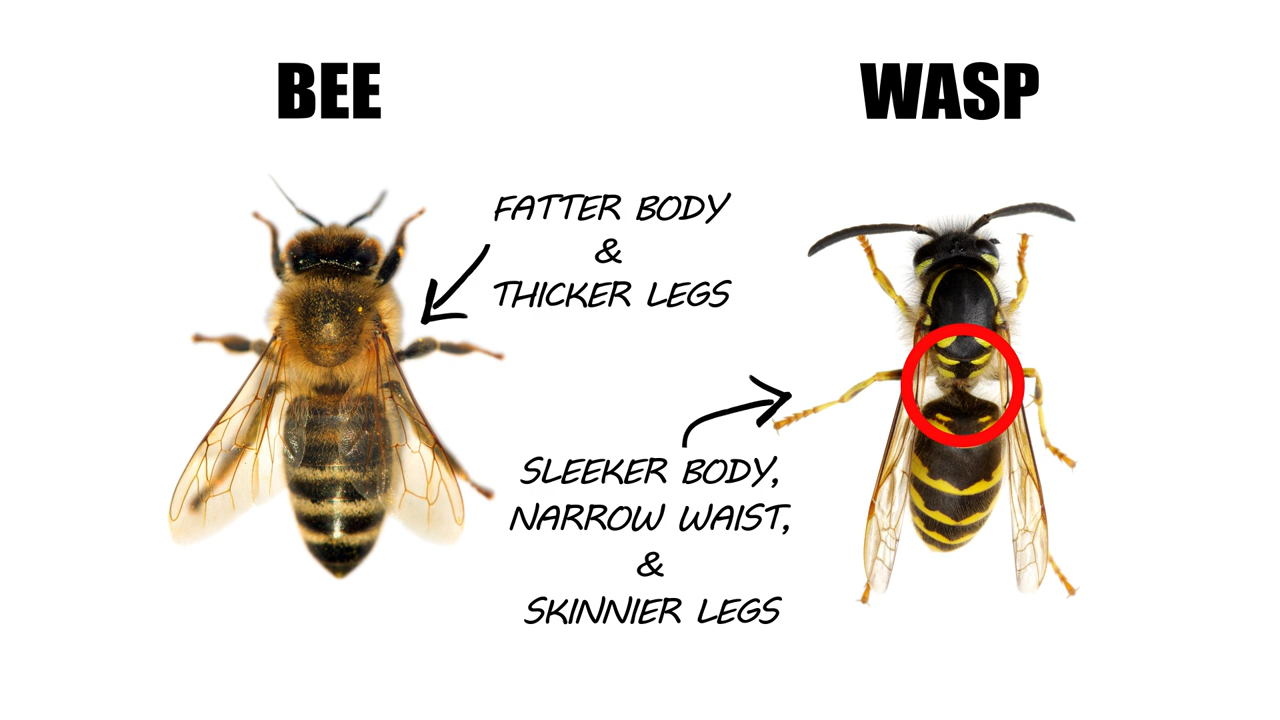 BEE
WASP
FATTER BODY
&
THICKER LEGS
SLEEKER BODY,
NARROW WAIST,
&
SKINNIER LEGS